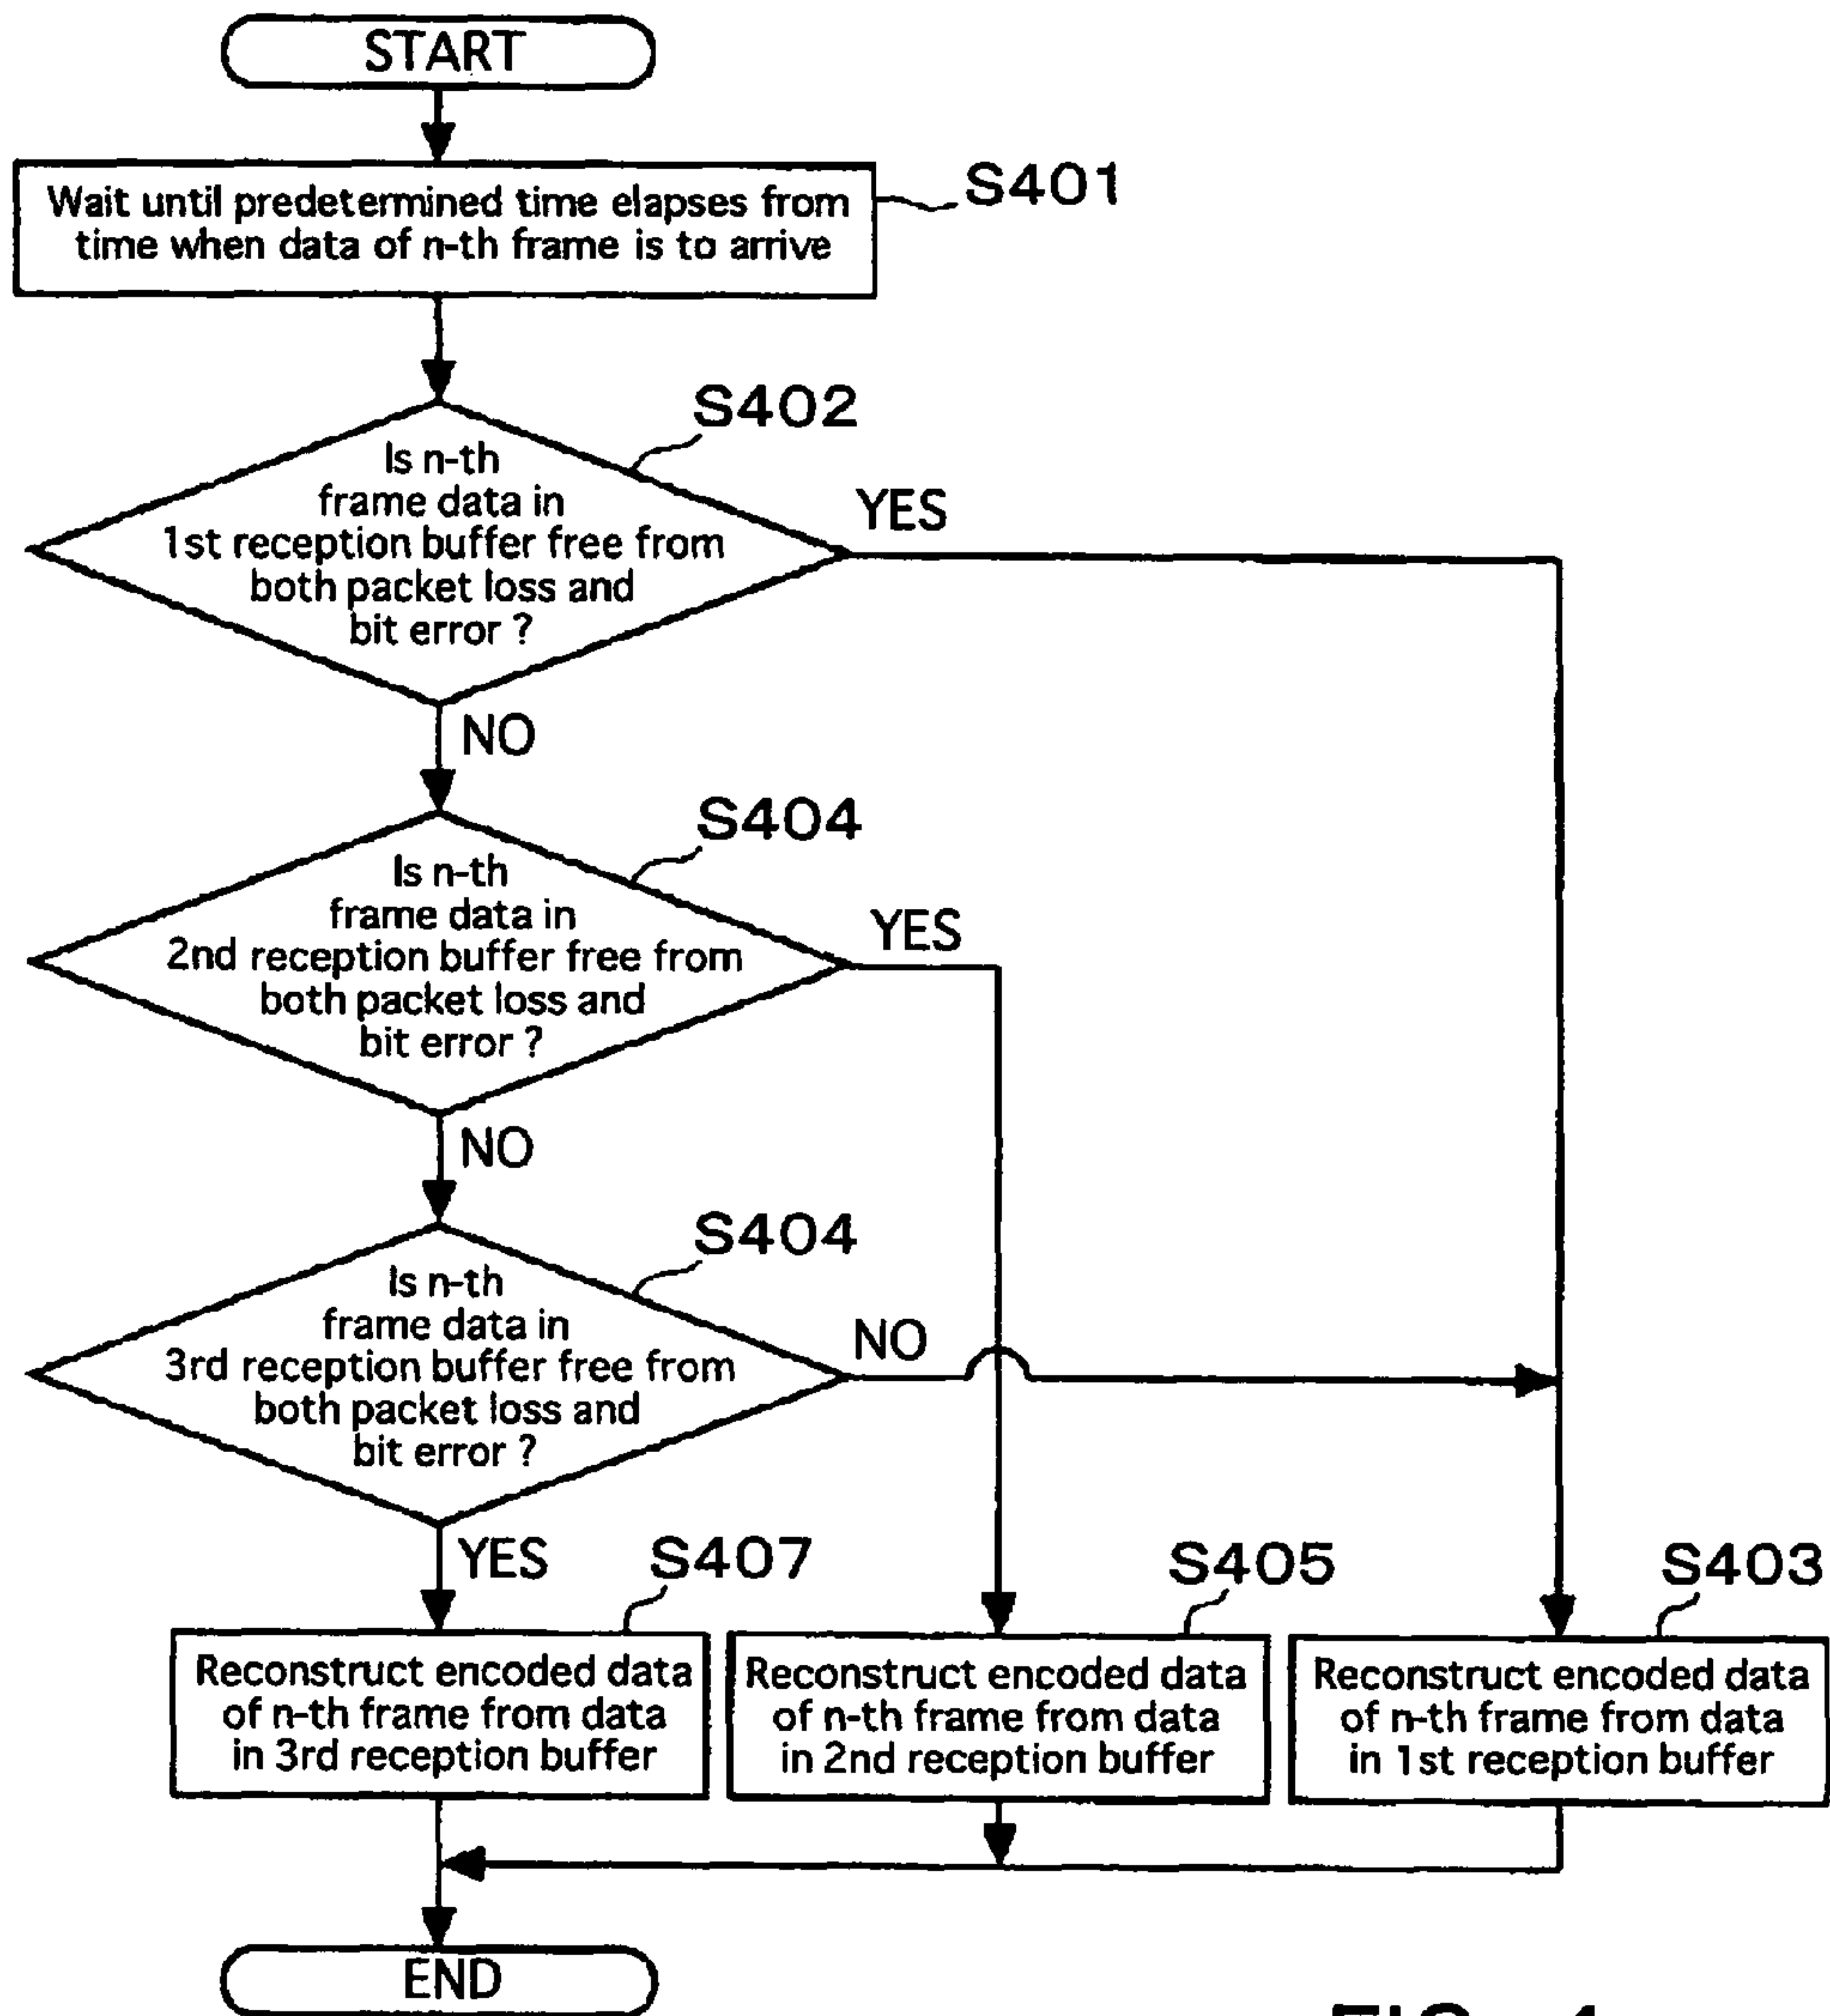 START
Wait until predetermined time elapses from
time when data of n-th frame is to arrive
S401
S402
Is n-th
frame data in
1st reception buffer free from
both packet loss and
bit error ?
YES
NO
S404
Is n-th
frame data in
2nd reception buffer free from
both packet loss and
bit error ?
YES
NO
S404
Is n-th
frame data in
3rd reception buffer free from
both packet loss and
bit error ?
NO
YES
S407
Reconstruct encoded data
of n-th frame from data
in 3rd reception buffer
S405
Reconstruct encoded data
of n-th frame from data
in 2nd reception buffer
S403
Reconstruct encoded data
of n-th frame from data
in 1st reception buffer
END